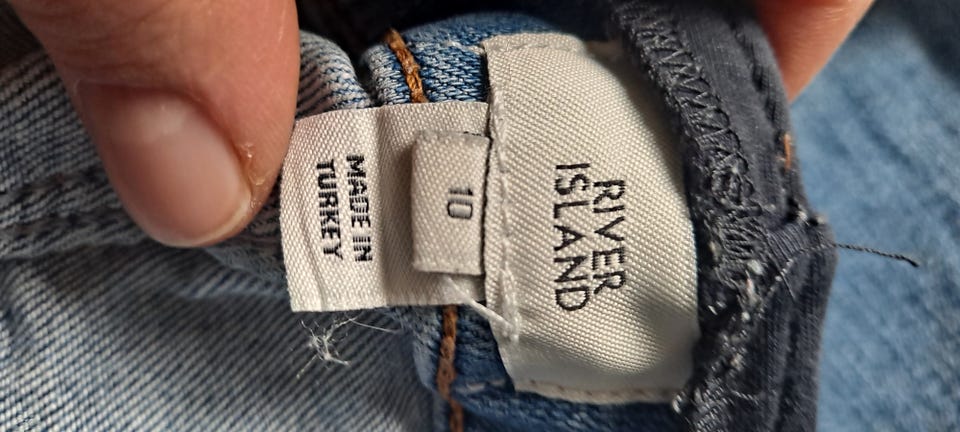 RIVER
ISLAND
10
MADE IN
TURKEY